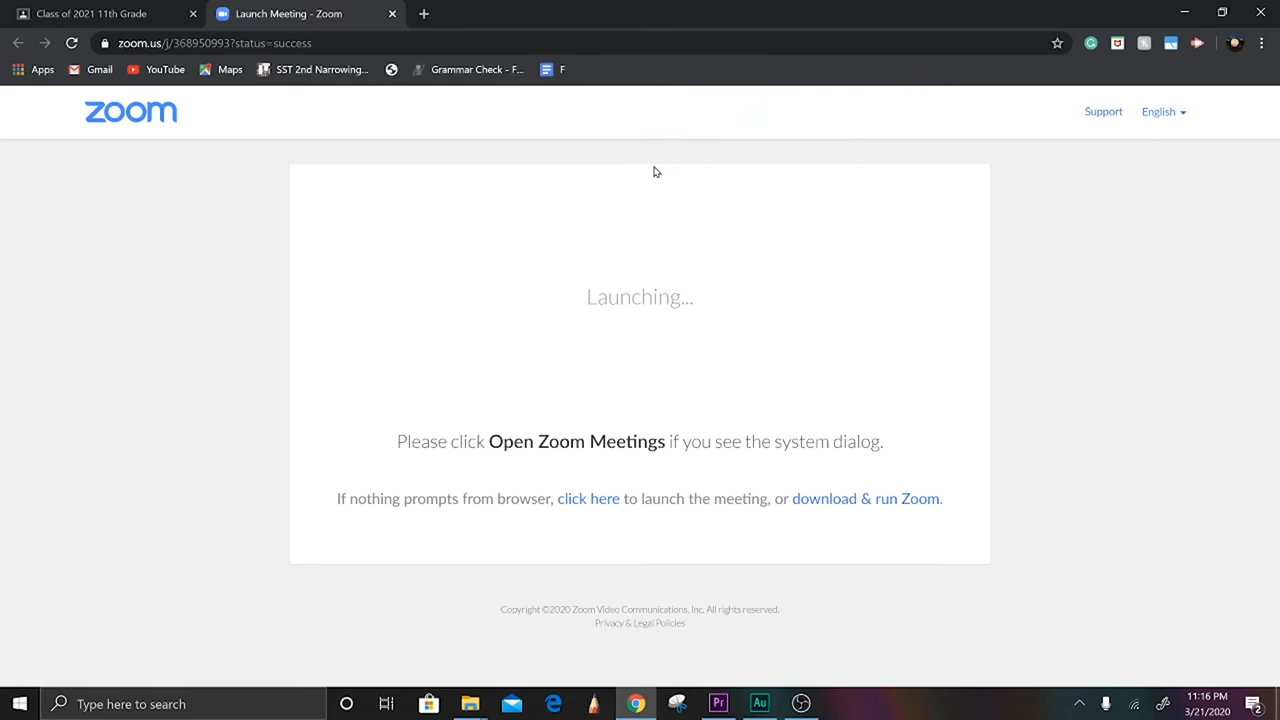 Class of 2021 11th Grade
Launch Meeting - Zoom
zoom.us/j/368950993?status=success
Apps
Gmail
YouTube
Maps
SST 2nd Narrowing...
Grammar Check - F...
F
zoom
Support
English
Launching...
Please click Open Zoom Meetings if you see the system dialog.
If nothing prompts from browser, click here to launch the meeting, or download & run Zoom.
Copyright ©2020 Zoom Video Communications, Inc. All rights reserved.
Privacy & Legal Policies
Type here to search
Pr
Au
11:16 PM
3/21/2020
2